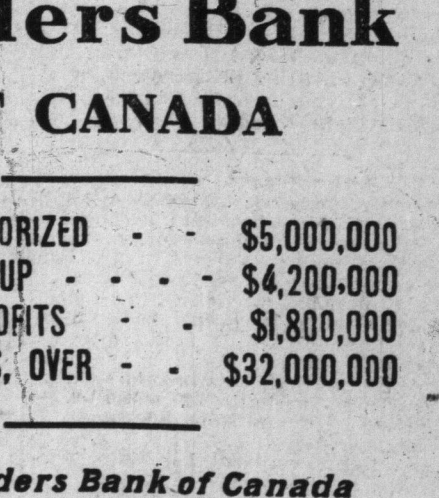 ders Bank
CANADA
ORIZED - - $5,000,000
UP - - - - $4,200,000
OFITS - - $1,800,000
S, OVER - - $32,000,000
ders Bank of Canada